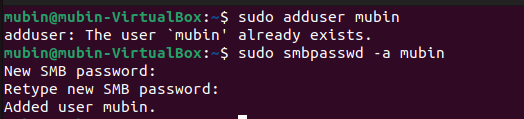 mubin@mubin-VirtualBox:~$ sudo adduser mubin
adduser: The user `mubin' already exists.
mubin@mubin-VirtualBox:~$ sudo smbpasswd -a mubin
New SMB password:
Retype new SMB password:
Added user mubin.